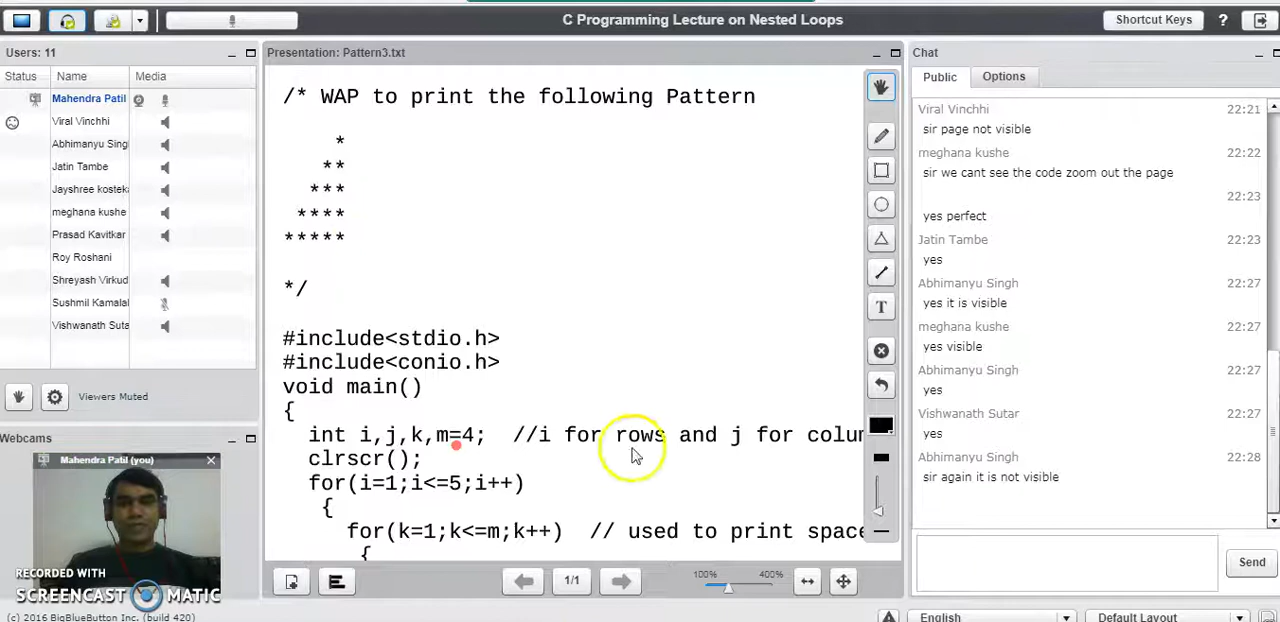 C Programming Lecture on Nested Loops
Shortcut Keys
?
Users: 11
Status Name Media
Mahendra Patil
Viral Vinchhi
Abhimanyu Sing
Jatin Tambe
Jayshree kosteka
meghana kushe
Prasad Kavitkar
Roy Roshani
Shreyash Virkud
Sushmil Kamalal
Vishwanath Suta
Viewers Muted
Webcams
Mahendra Patil (you)
RECORDED WITH
SCREENCAST MATIC
(c) 2016 BigBlueButton Inc. (build 420)
Presentation: Pattern3.txt
/* WAP to print the following Pattern
*
**
***
****
*****
*/
#include<stdio.h>
#include<conio.h>
void main()
{
int i,j,k,m=4; //i for rows and j for colum
clrscr();
for(i=1;i<=5;i++)
{
for(k=1;k<=m;k++) // used to print space
{
T
1/1
100% 400%
Chat
Public Options
Viral Vinchhi 22:21
sir page not visible
meghana kushe 22:22
sir we cant see the code zoom out the page
22:23
yes perfect
Jatin Tambe 22:23
yes
Abhimanyu Singh 22:27
yes it is visible
meghana kushe 22:27
yes visible
Abhimanyu Singh 22:27
yes
Vishwanath Sutar 22:27
yes
Abhimanyu Singh 22:28
sir again it is not visible
Send
English
Default Layout